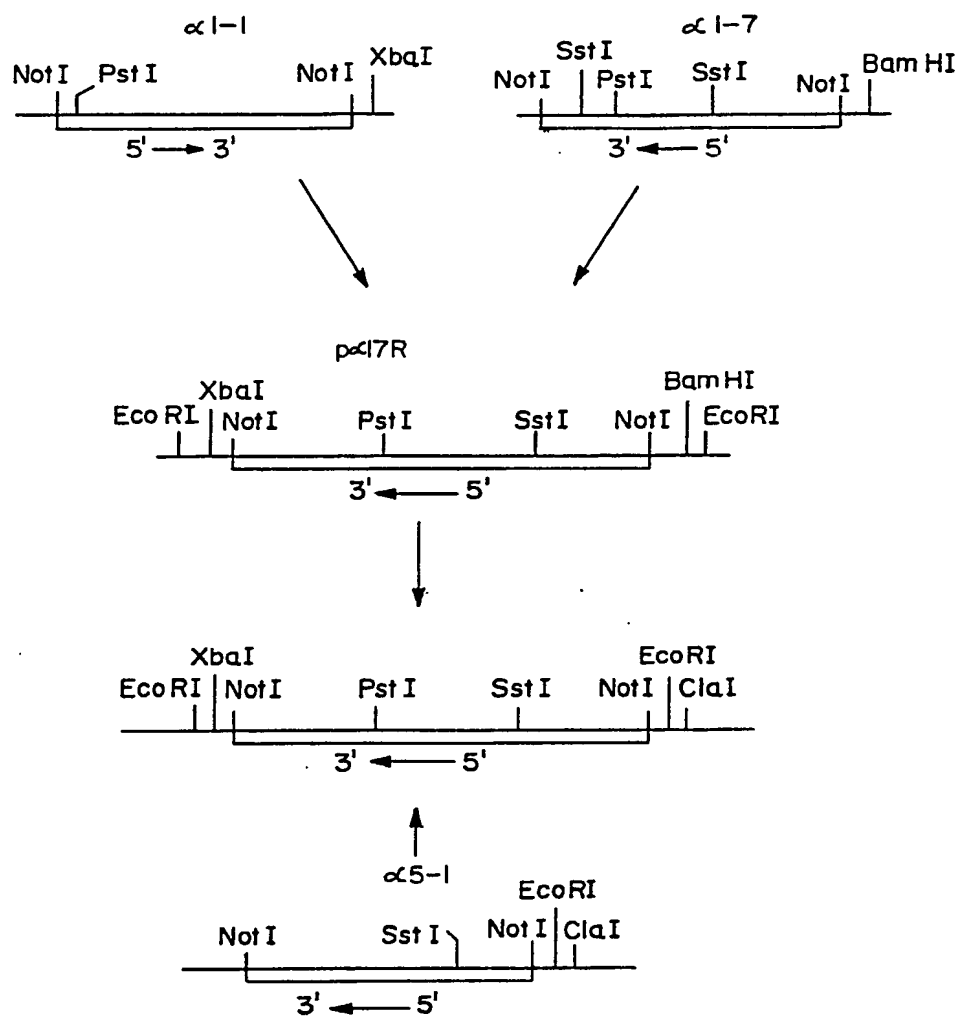 α1-1
NotI PstI NotI XbaI
5' 3'
α1-7
NotI SstI PstI SstI NotI BamHI
3' 5'
pα17R
EcoRI XbaI NotI PstI SstI NotI BamHI EcoRI
3' 5'
EcoRI XbaI NotI PstI SstI NotI EcoRI ClaI
3' 5'
α5-1
NotI SstI NotI EcoRI ClaI
3' 5'